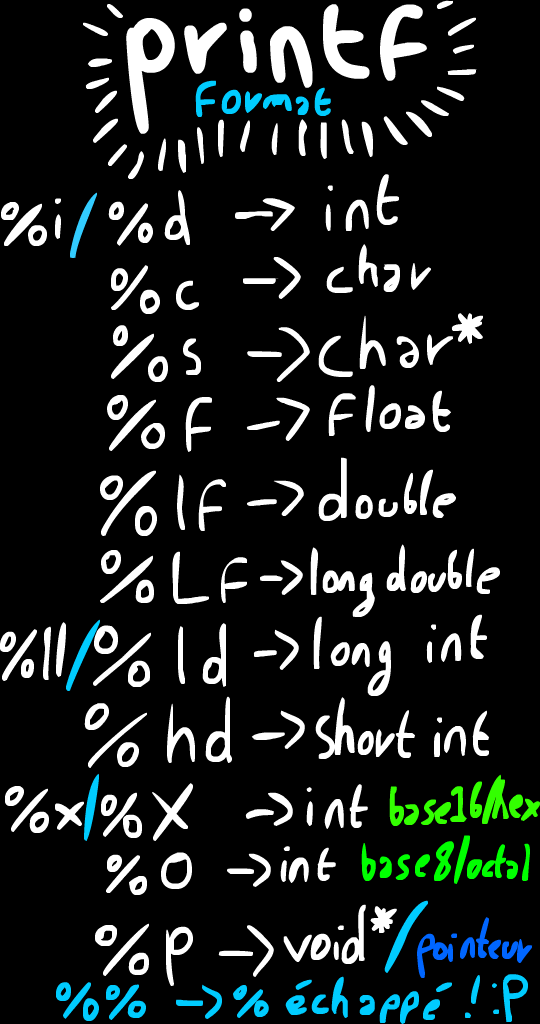 printf
Format
%i/%d -> int
%c -> char
%s -> char*
%F -> Float
%lF -> double
%LF -> long double
%ll/%ld -> long int
%hd -> short int
%x/%X -> int base16/hex
%O -> int base8/octal
%p -> void*/pointeur
%% -> % échappé ! :P